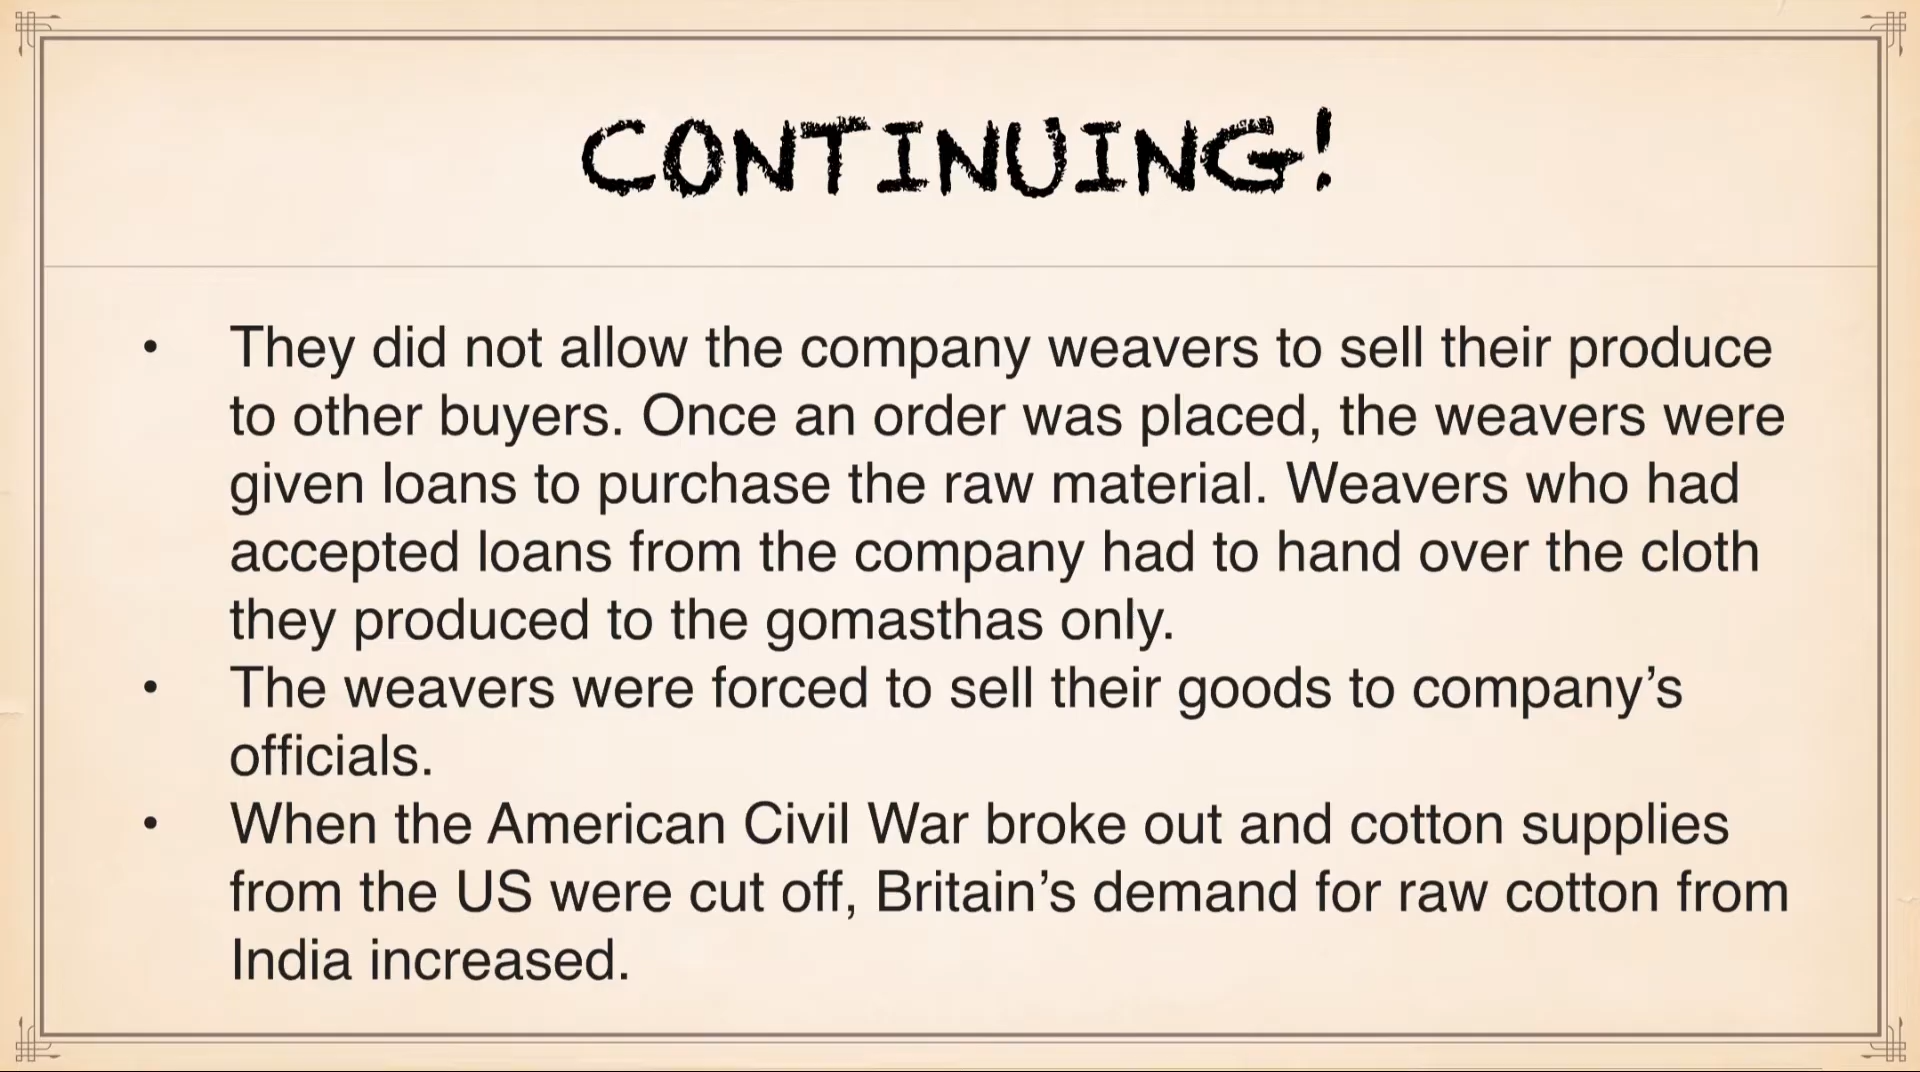 CONTINUING!
• They did not allow the company weavers to sell their produce
to other buyers. Once an order was placed, the weavers were
given loans to purchase the raw material. Weavers who had
accepted loans from the company had to hand over the cloth
they produced to the gomasthas only.
• The weavers were forced to sell their goods to company’s
officials.
• When the American Civil War broke out and cotton supplies
from the US were cut off, Britain’s demand for raw cotton from
India increased.